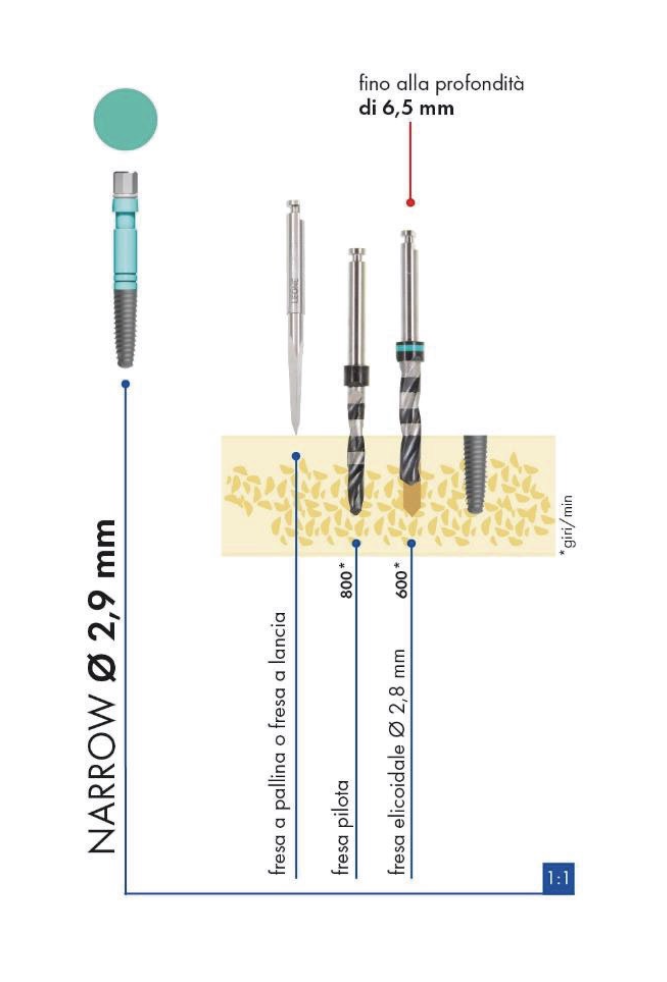 fino alla profondità
di 6,5 mm
LEONE
NARROW Ø 2,9 mm
fresa a pallina o fresa a lancia
fresa pilota
800*
fresa elicoidale Ø 2,8 mm
600*
*giri/min
1:1